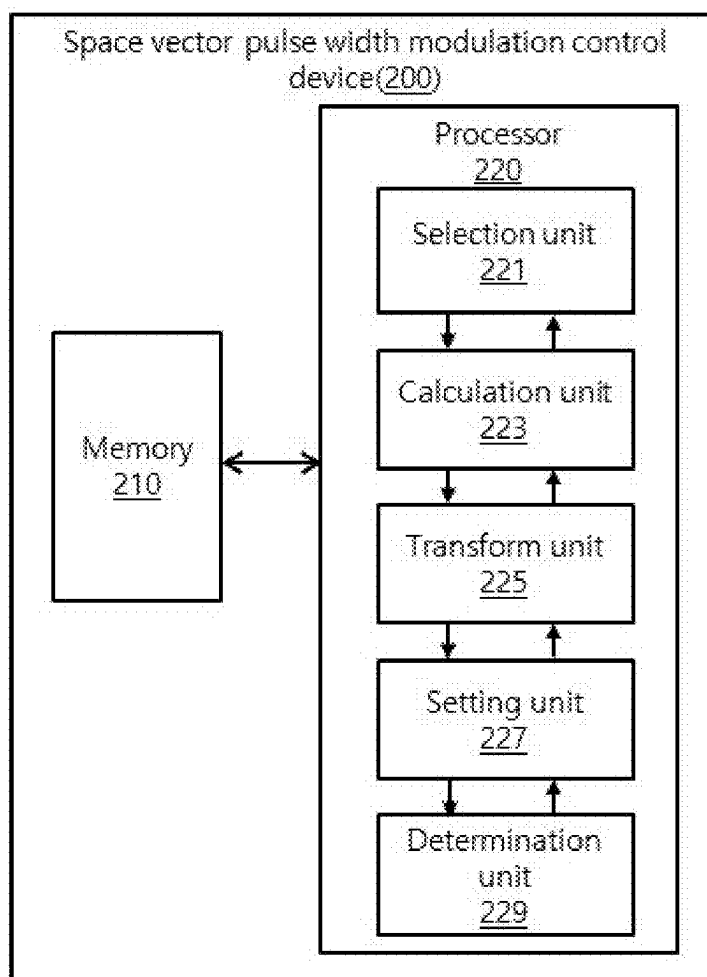 Space vector pulse width modulation control
device(200)
Processor
220
Selection unit
221
Calculation unit
223
Memory
210
Transform unit
225
Setting unit
227
Determination
unit
229